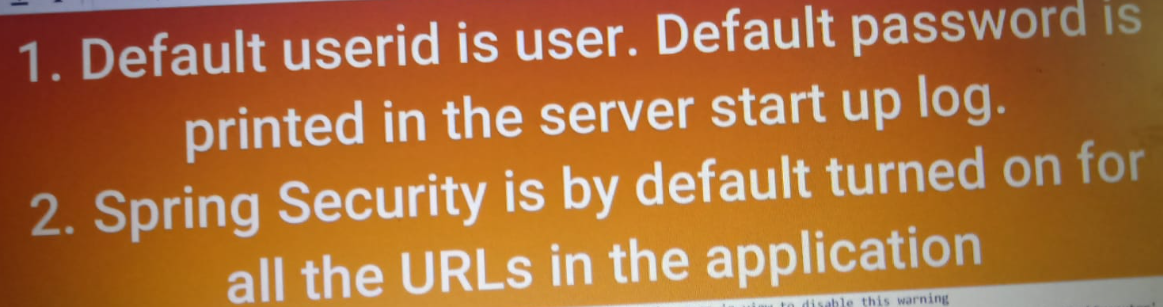 1. Default userid is user. Default password is
printed in the server start up log.
2. Spring Security is by default turned on for
all the URLs in the application
to disable this warning